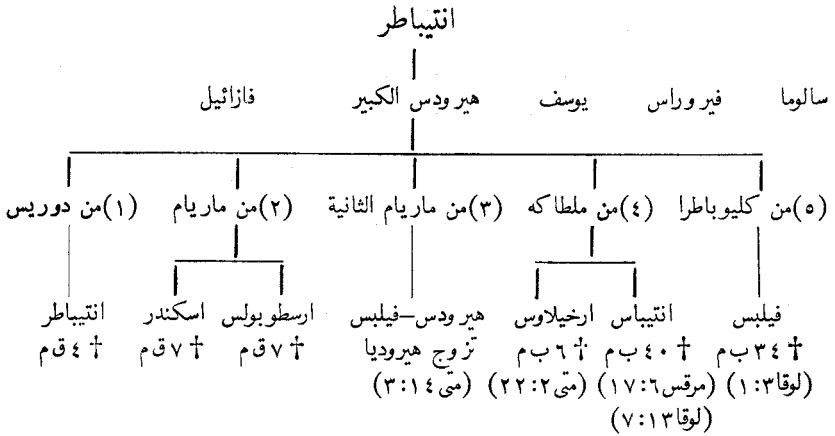 انتيباطر
سالوما فيروراس يوسف هيرودس الكبير فازائيل
(٥) من كليوباطرا (٤) من ملطاكه (٣) من ماريام الثانية (٢) من ماريام (١) من دوريس
فيلبس انتيباس ارخيلاوس هيرودس–فيلبس ارسطوبولس اسكندر انتيباطر
†٣٤ ب م †٤٠ ب م †٦ ب م تزوج هيروديا †٧ ق م †٧ ق م †٤ ق م
(لوقا ٣:١) (مرقس ٦:١٧) (متى ٢:٢٢) (متى ١٤:٣)
(لوقا ١٣:٧)